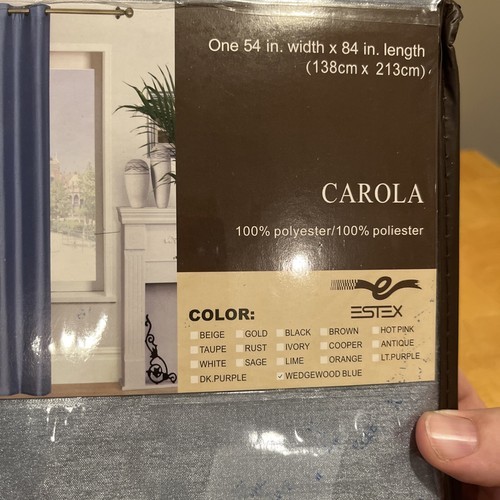 One 54 in. width x 84 in. length
(138cm x 213cm)
CAROLA
100% polyester/100% poliester
ESTEX
COLOR:
BEIGE GOLD BLACK BROWN HOT PINK
TAUPE RUST IVORY COOPER ANTIQUE
WHITE SAGE LIME ORANGE LT.PURPLE
DK.PURPLE WEDGEWOOD BLUE